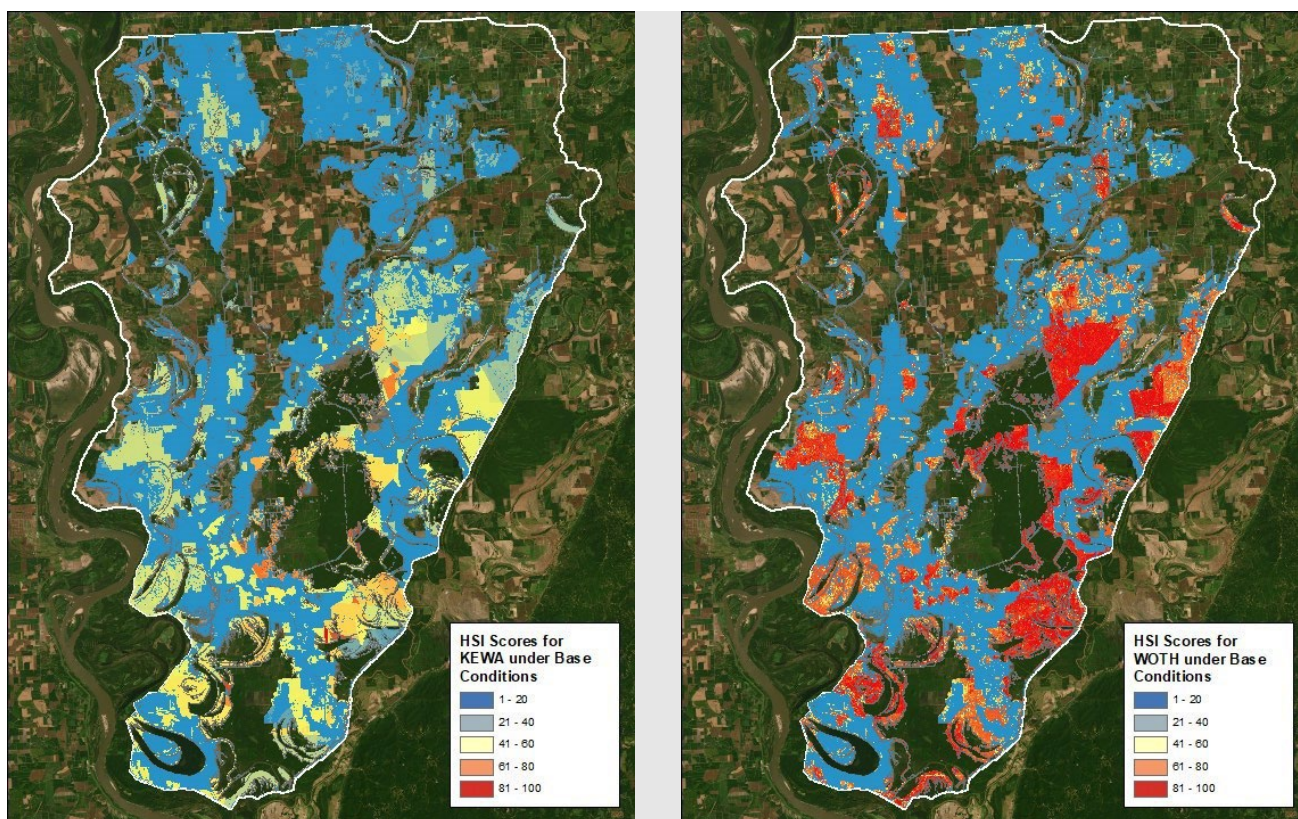 HSI Scores for
KEWA under Base
Conditions
1 - 20
21 - 40
41 - 60
61 - 80
81 - 100
HSI Scores for
WOTH under Base
Conditions
1 - 20
21 - 40
41 - 60
61 - 80
81 - 100